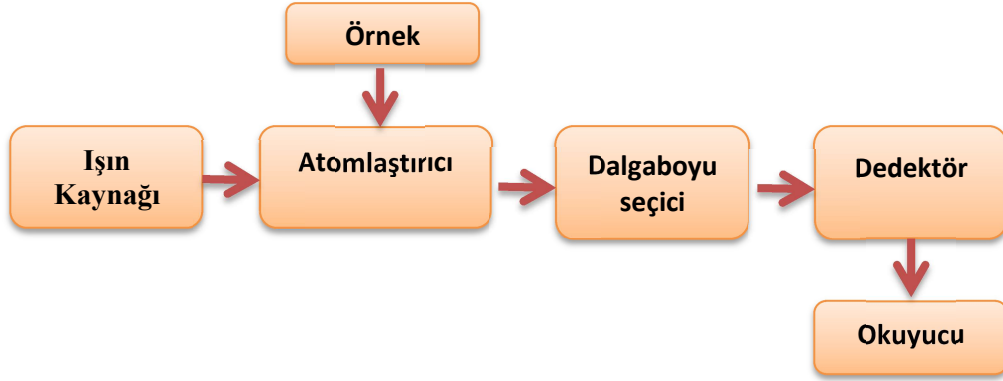 Örnek
Işın
Kaynağı
Atomlaştırıcı
Dalgaboyu
seçici
Dedektör
Okuyucu